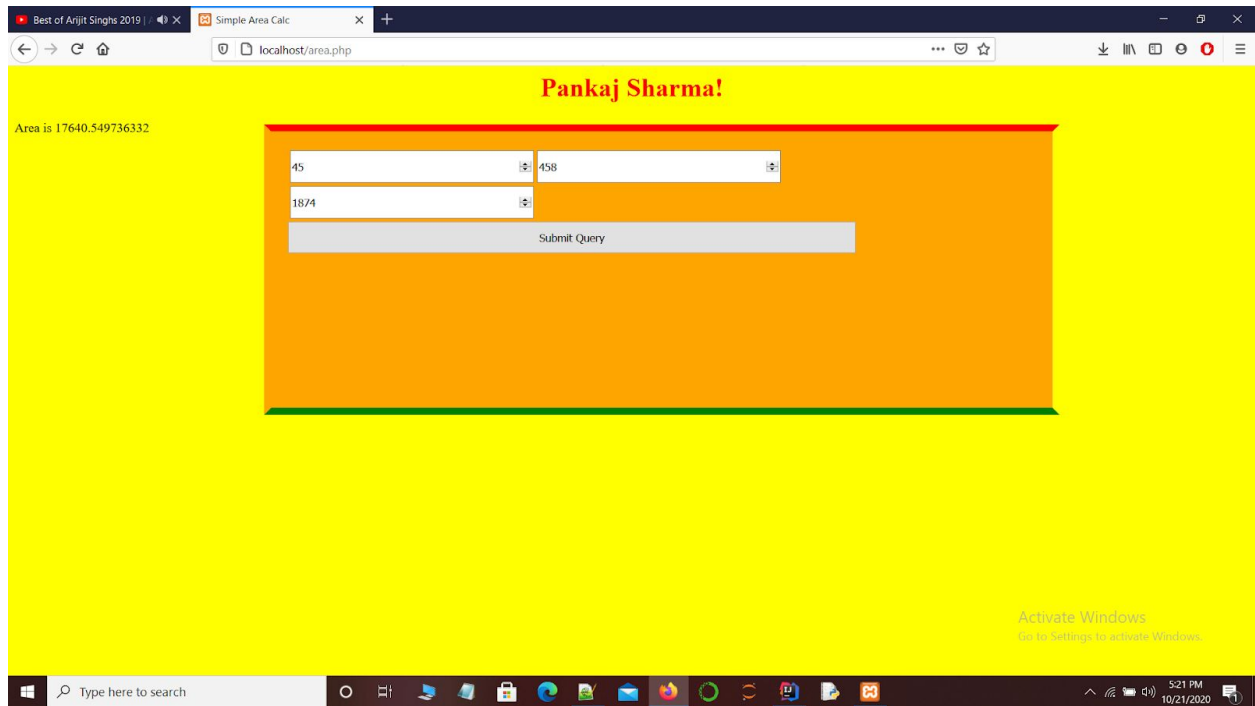 Best of Arijit Singhs 2019 |
Simple Area Calc
localhost/area.php
Pankaj Sharma!
Area is 17640.549736332
45
458
1874
Submit Query
Activate Windows
Go to Settings to activate Windows.
Type here to search
5:21 PM
10/21/2020
1